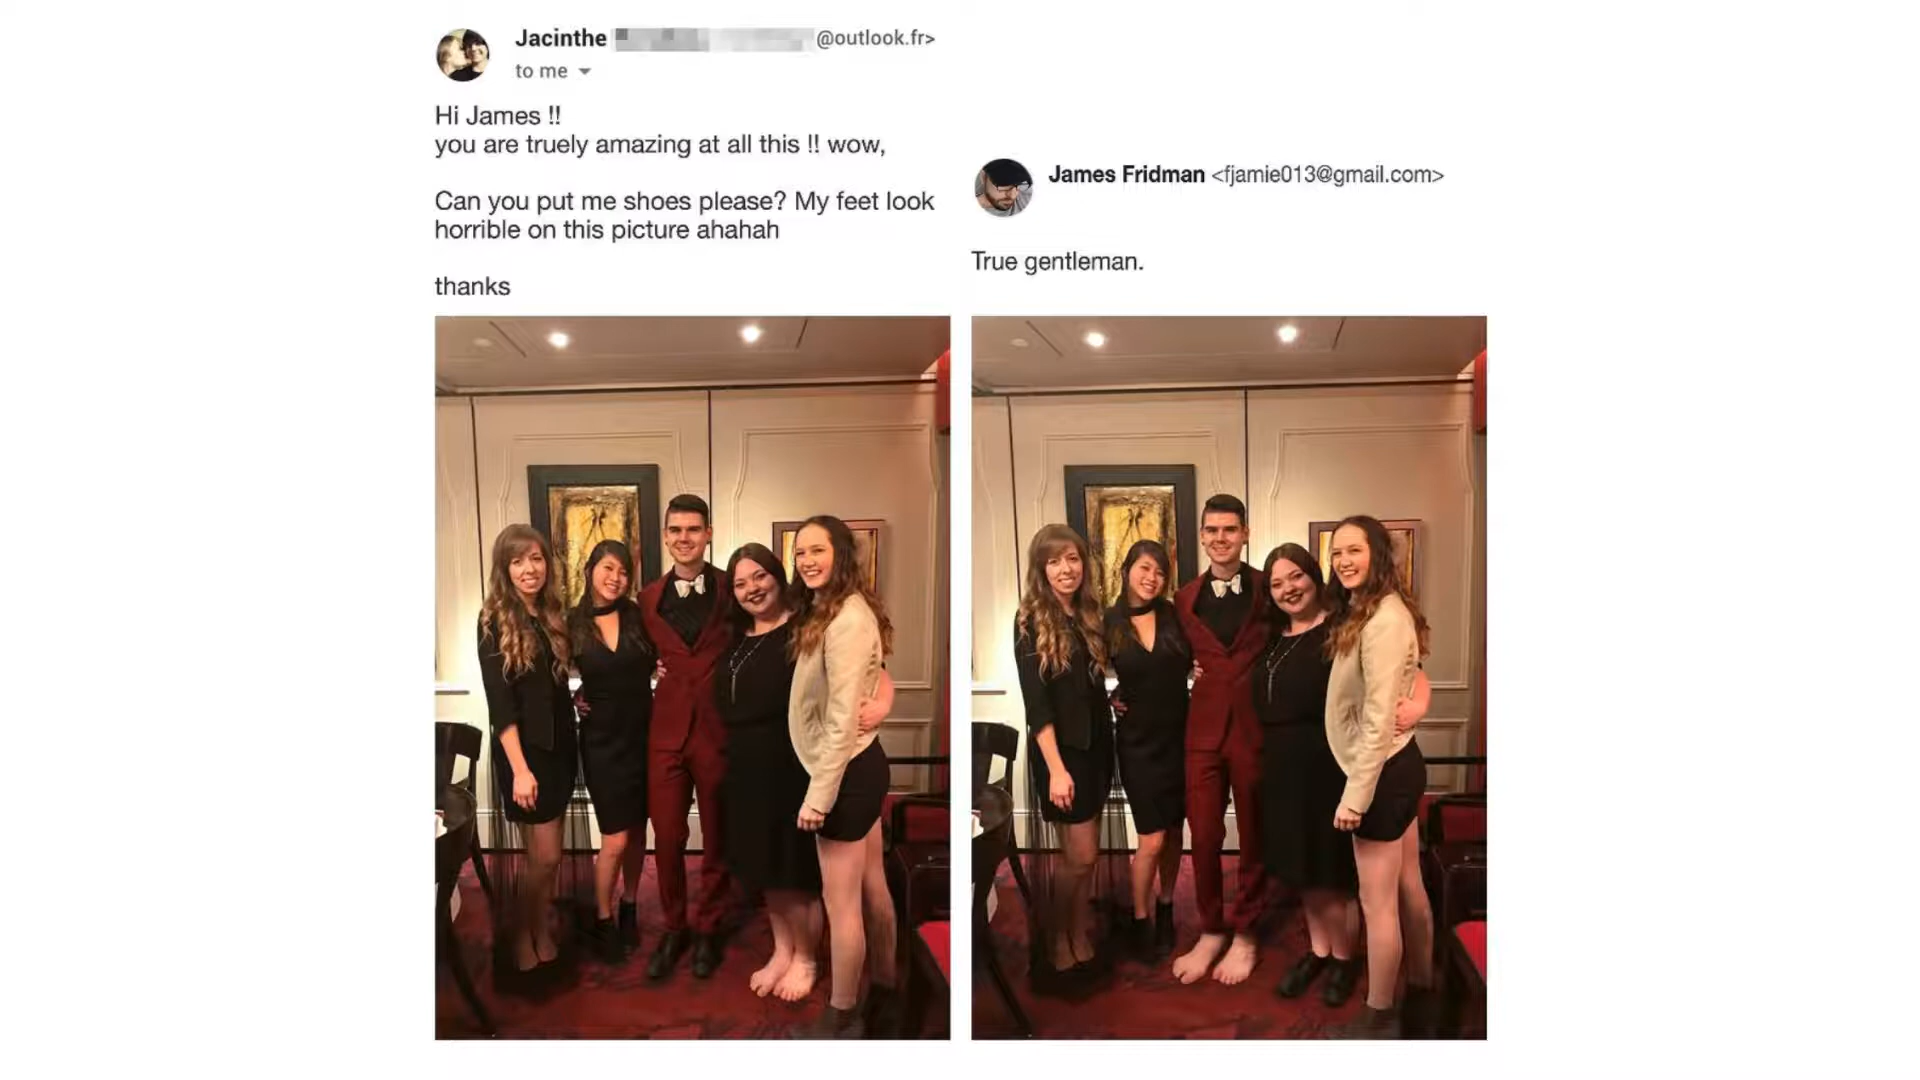 Jacinthe @outlook.fr>
to me
Hi James !!
you are truely amazing at all this !! wow,
Can you put me shoes please? My feet look
horrible on this picture ahahah
thanks
James Fridman <fjamie013@gmail.com>
True gentleman.